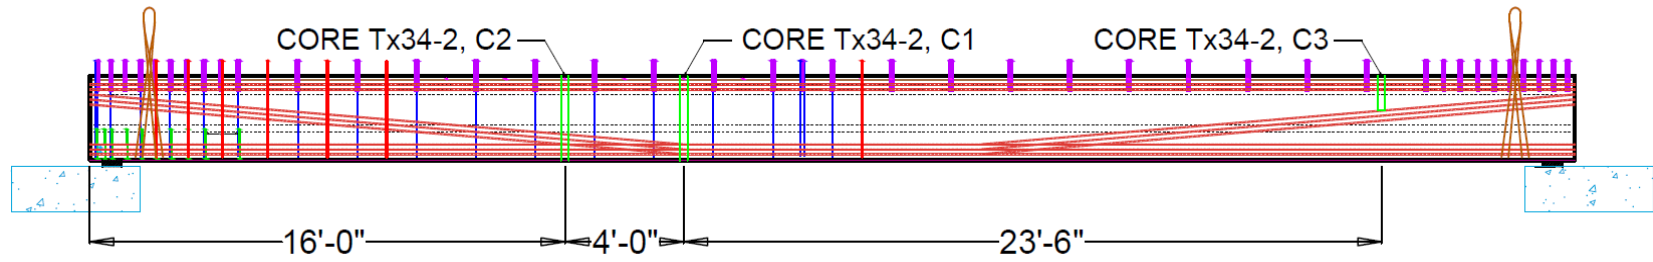 CORE Tx34-2, C2
CORE Tx34-2, C1
CORE Tx34-2, C3
16'-0"
4'-0"
23'-6"